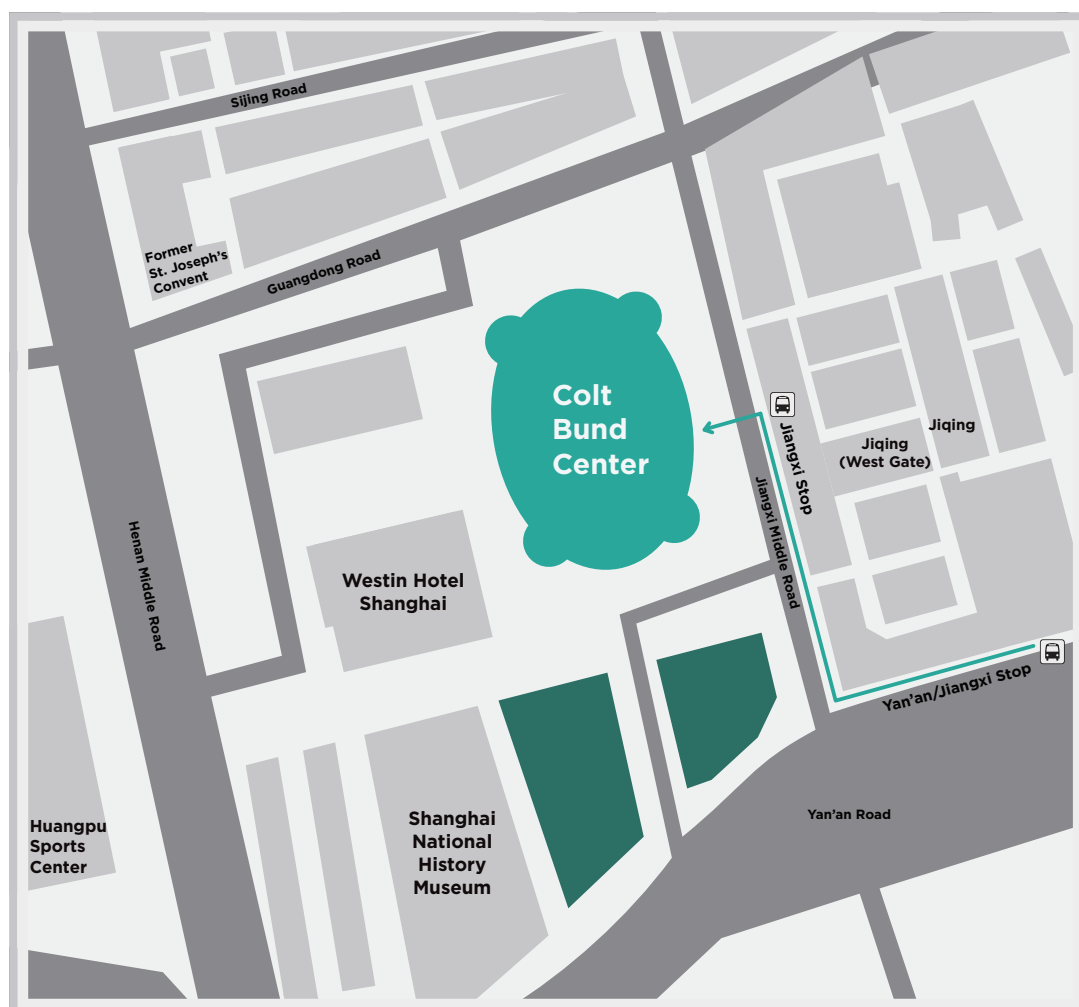 Sijing Road
Former
St. Joseph's
Convent
Guangdong Road
Colt
Bund
Center
Jiangxi Stop
Jiqing
Jiqing
(West Gate)
Jiangxi Middle Road
Henan Middle Road
Westin Hotel
Shanghai
Yan'an/Jiangxi Stop
Huangpu
Sports
Center
Shanghai
National
History
Museum
Yan'an Road